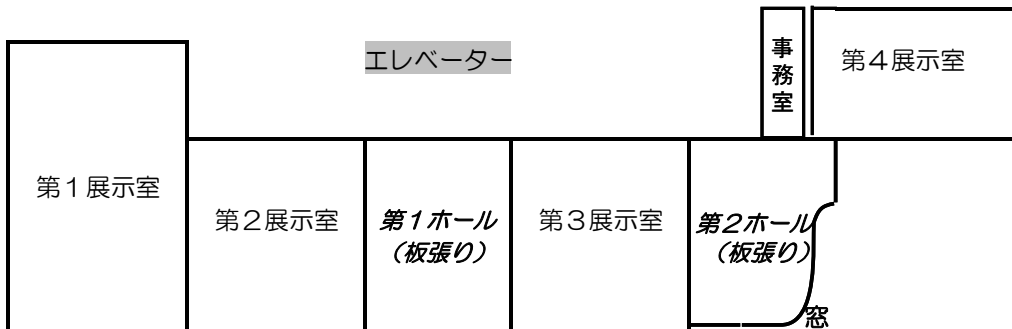 エレベーター
事務室
第４展示室
第１展示室
第２展示室
第１ホール
（板張り）
第３展示室
第２ホール
（板張り）
窓